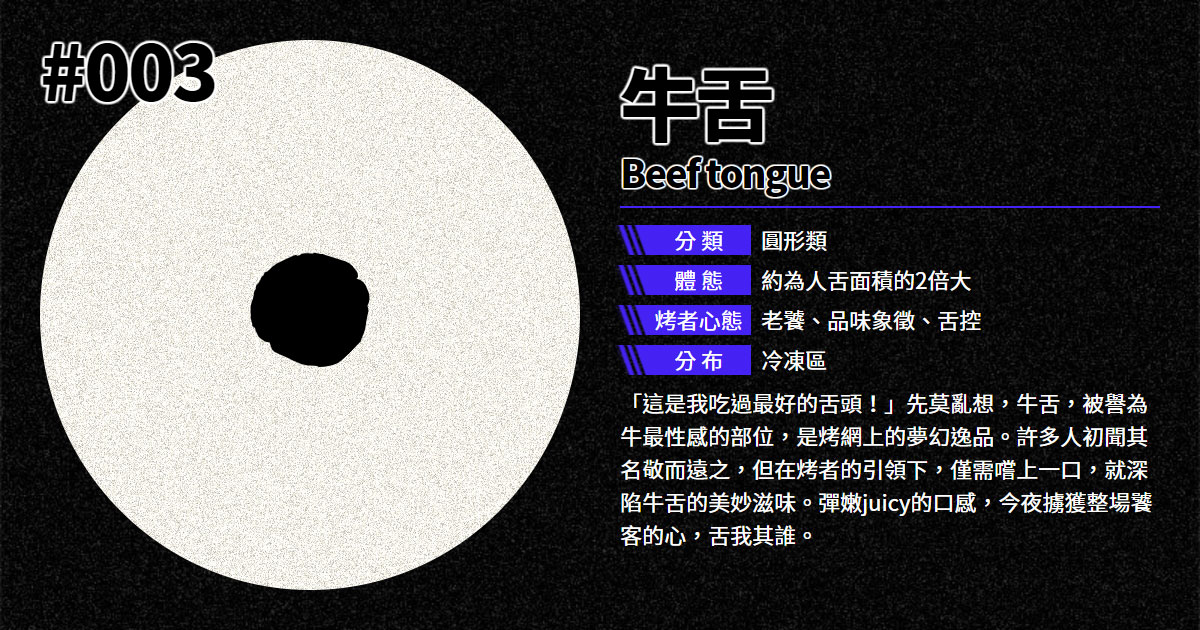 #003
牛舌
Beef tongue
分類 圓形類
體態 約為人舌面積的2倍大
烤者心態 老饕、品味象徵、舌控
分布 冷凍區
「這是我吃過最好的舌頭！」先莫亂想，牛舌，被譽為
牛最性感的部位，是烤網上的夢幻逸品。許多人初聞其
名敬而遠之，但在烤者的引領下，僅需嚐上一口，就深
陷牛舌的美妙滋味。彈嫩juicy的口感，今夜擄獲整場饕
客的心，舌我其誰。